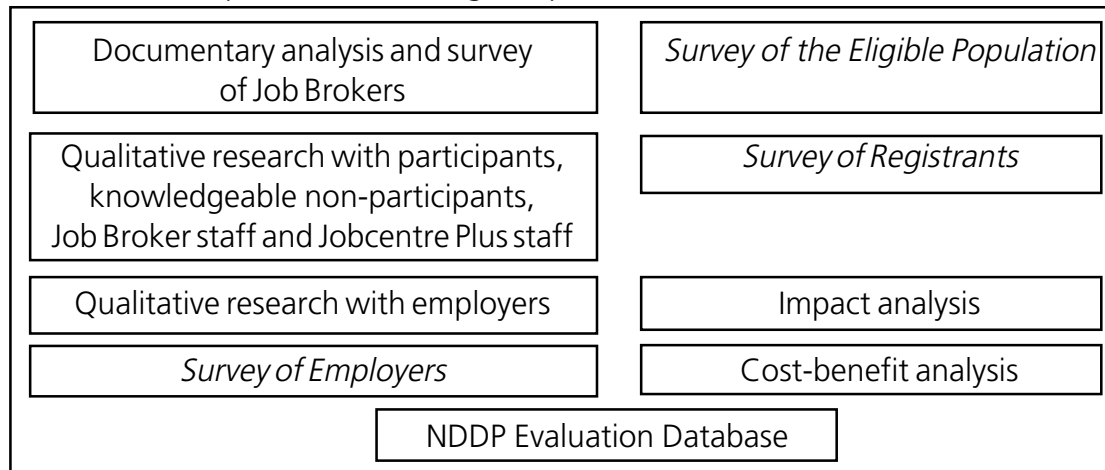 Documentary analysis and survey
of Job Brokers
Survey of the Eligible Population
Qualitative research with participants,
knowledgeable non-participants,
Job Broker staff and Jobcentre Plus staff
Survey of Registrants
Qualitative research with employers
Impact analysis
Survey of Employers
Cost-benefit analysis
NDDP Evaluation Database